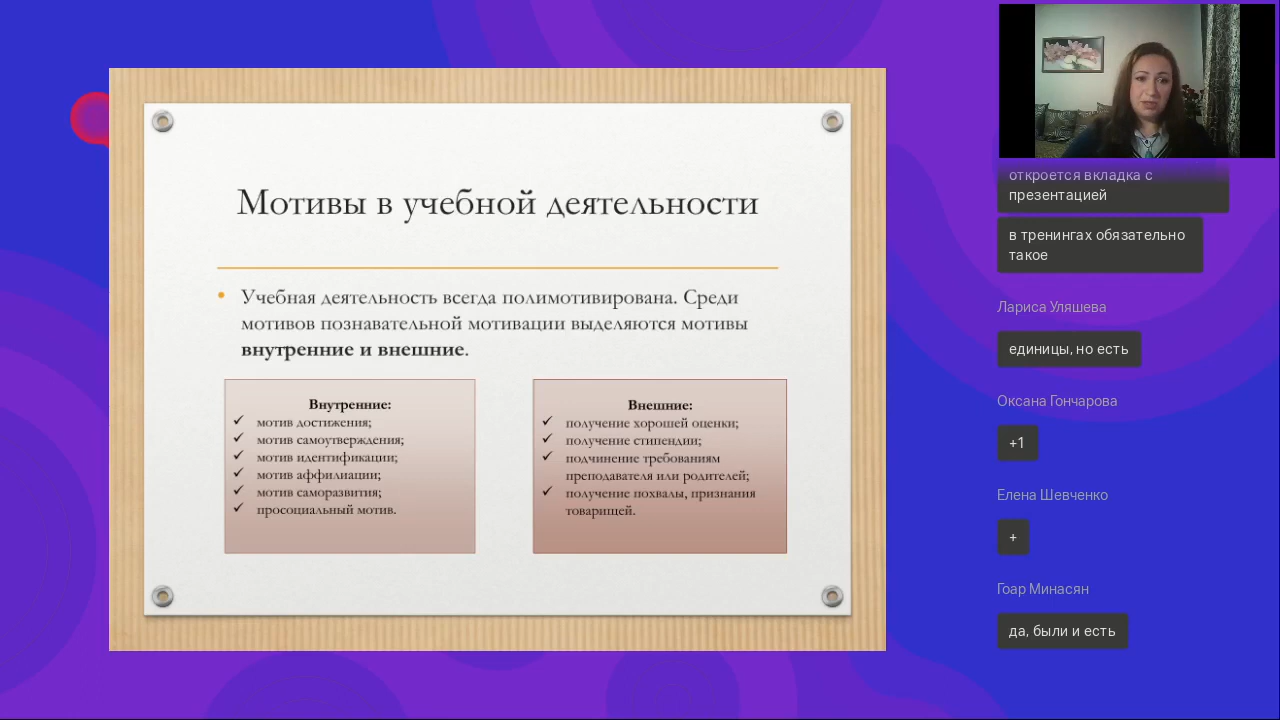 Мотивы в учебной деятельности
Учебная деятельность всегда полимотивирована. Среди
мотивов познавательной мотивации выделяются мотивы
внутренние и внешние.
Внутренние:
мотив достижения;
мотив самоутверждения;
мотив идентификации;
мотив аффилиации;
мотив саморазвития;
просоциальный мотив.
Внешние:
получение хорошей оценки;
получение стипендии;
подчинение требованиям
преподавателя или родителей;
получение похвалы, признания
товарищей.
откроется вкладка с
презентацией
в тренингах обязательно
такое
Лариса Уляшева
единицы, но есть
Оксана Гончарова
+1
Елена Шевченко
+
Гоар Минасян
да, были и есть